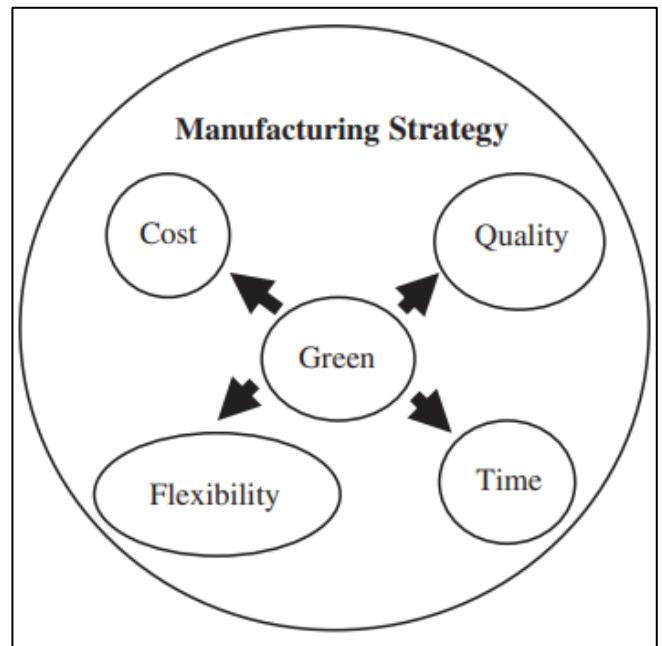 Manufacturing Strategy
Cost
Quality
Green
Flexibility
Time